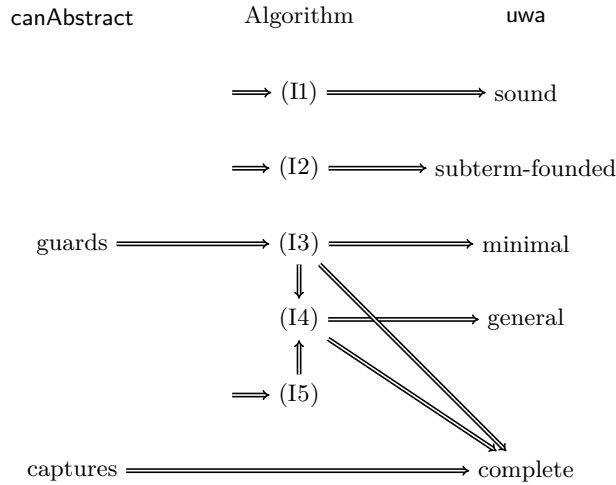 canAbstract Algorithm uwa
(I1) sound
(I2) subterm-founded
guards (I3) minimal
(I4) general
(I5)
captures complete